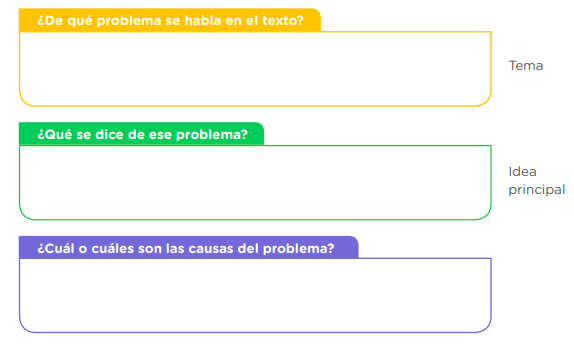 ¿De qué problema se habla en el texto?
Tema
¿Qué se dice de ese problema?
Idea
principal
¿Cuál o cuáles son las causas del problema?